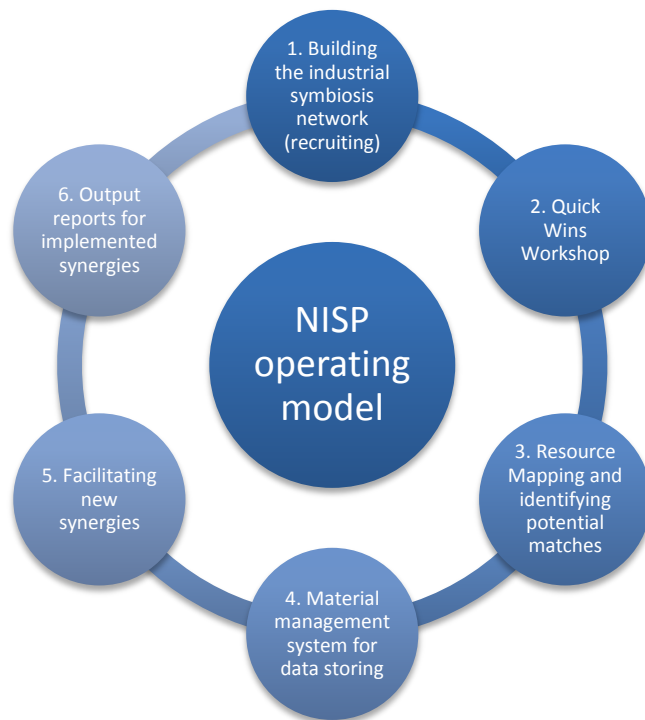 1. Building
the industrial
symbiosis
network
(recruiting)
2. Quick
Wins
Workshop
3. Resource
Mapping and
identifying
potential
matches
4. Material
management
system for
data storing
5. Facilitating
new
synergies
6. Output
reports for
implemented
synergies
NISP
operating
model